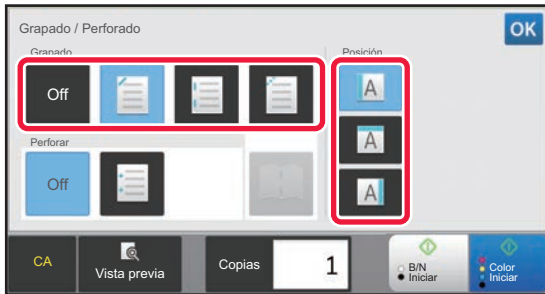 Grapado / Perforado
OK
Grapado
Posición
Off
A
A
A
Perforar
Off
CA
Vista previa
Copias
1
B/N
Iniciar
Color
Iniciar